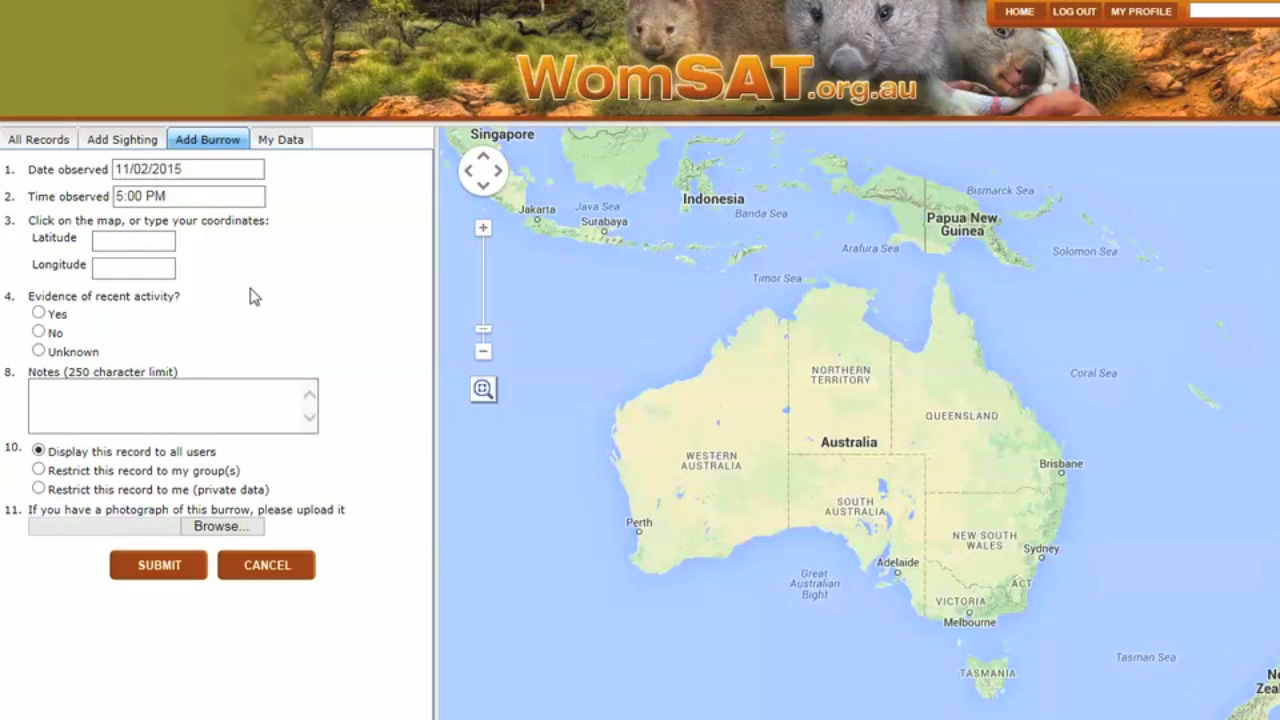 HOME LOG OUT MY PROFILE
WomSAT.org.au
All Records Add Sighting Add Burrow My Data
1. Date observed 11/02/2015
2. Time observed 5:00 PM
3. Click on the map, or type your coordinates:
Latitude
Longitude
4. Evidence of recent activity?
Yes
No
Unknown
8. Notes (250 character limit)
10. Display this record to all users
Restrict this record to my group(s)
Restrict this record to me (private data)
11. If you have a photograph of this burrow, please upload it
Browse...
SUBMIT CANCEL
Singapore
Indonesia
Bismarck Sea
Jakarta
Java Sea
Surabaya
Banda Sea
Papua New
Guinea
Arafura Sea
Solomon Sea
Timor Sea
NORTHERN
TERRITORY
Coral Sea
QUEENSLAND
Australia
WESTERN
AUSTRALIA
Brisbane
SOUTH
AUSTRALIA
Perth
NEW SOUTH
WALES
Sydney
Adelaide
Great
Australian
Bight
ACT
VICTORIA
Melbourne
Tasman Sea
TASMANIA
Ne
Zeal